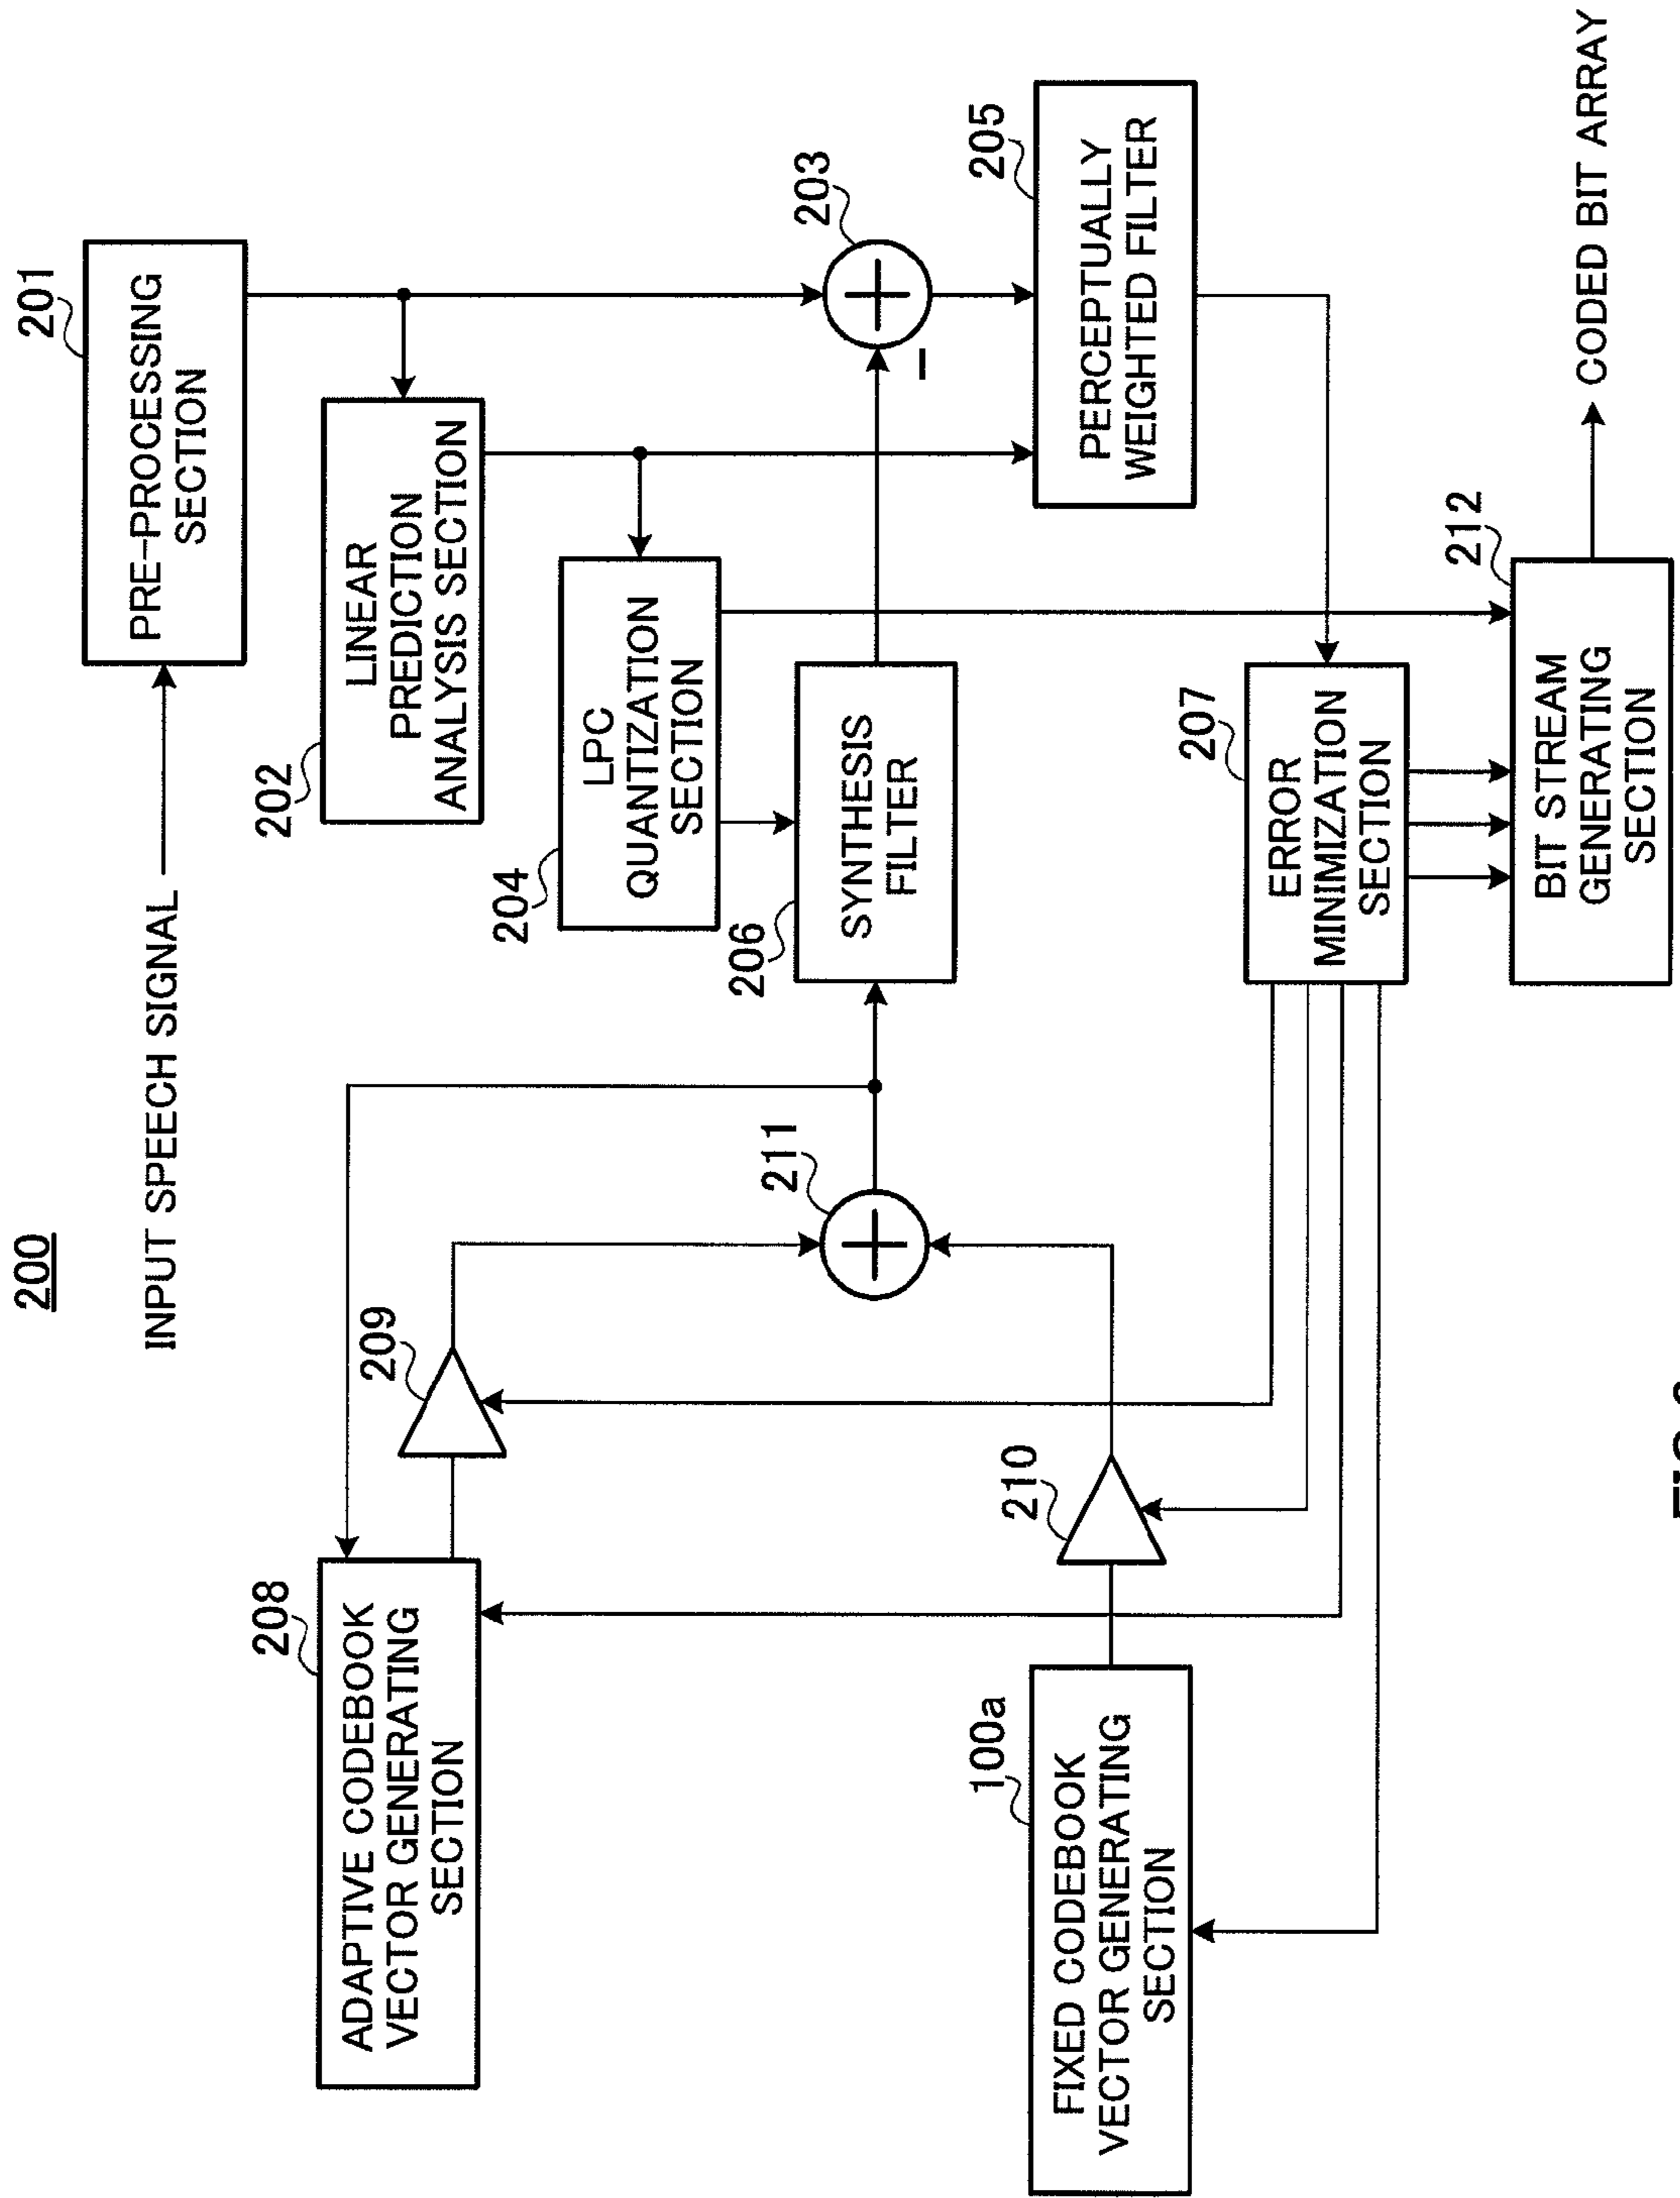 200
INPUT SPEECH SIGNAL
201
PRE-PROCESSING
SECTION
202
LINEAR
PREDICTION
ANALYSIS SECTION
203
204
LPC
QUANTIZATION
SECTION
205
PERCEPTUALLY
WEIGHTED FILTER
206
SYNTHESIS
FILTER
207
ERROR
MINIMIZATION
SECTION
208
ADAPTIVE CODEBOOK
VECTOR GENERATING
SECTION
209
210
211
100a
FIXED CODEBOOK
VECTOR GENERATING
SECTION
212
BIT STREAM
GENERATING
SECTION
CODED BIT ARRAY